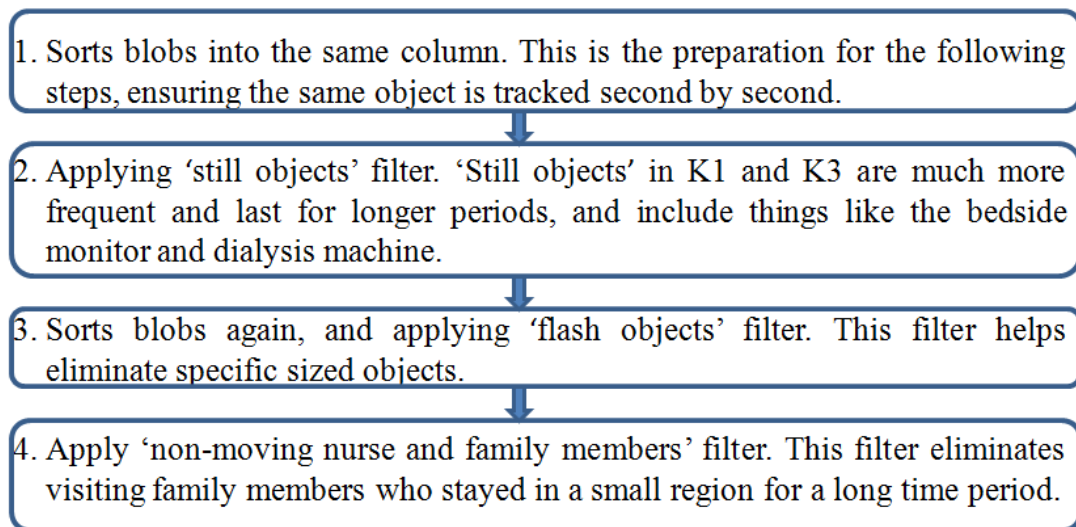 1. Sorts blobs into the same column. This is the preparation for the following
steps, ensuring the same object is tracked second by second.
2. Applying ‘still objects’ filter. ‘Still objects’ in K1 and K3 are much more
frequent and last for longer periods, and include things like the bedside
monitor and dialysis machine.
3. Sorts blobs again, and applying ‘flash objects’ filter. This filter helps
eliminate specific sized objects.
4. Apply ‘non-moving nurse and family members’ filter. This filter eliminates
visiting family members who stayed in a small region for a long time period.